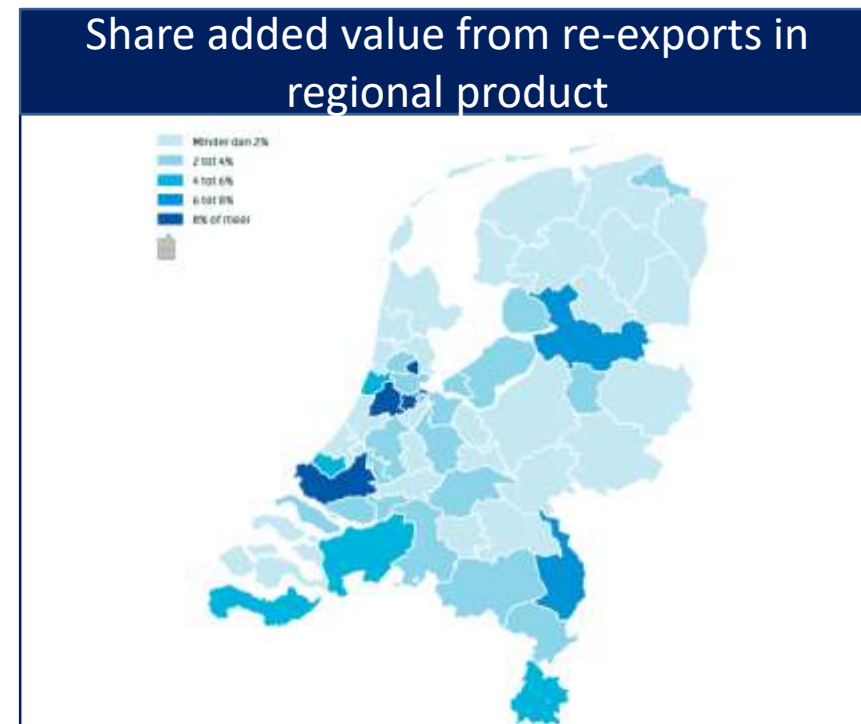 Share added value from re-exports in
regional product
Minder dan 2%
2 tot 4%
4 tot 6%
6 tot 8%
8% of meer